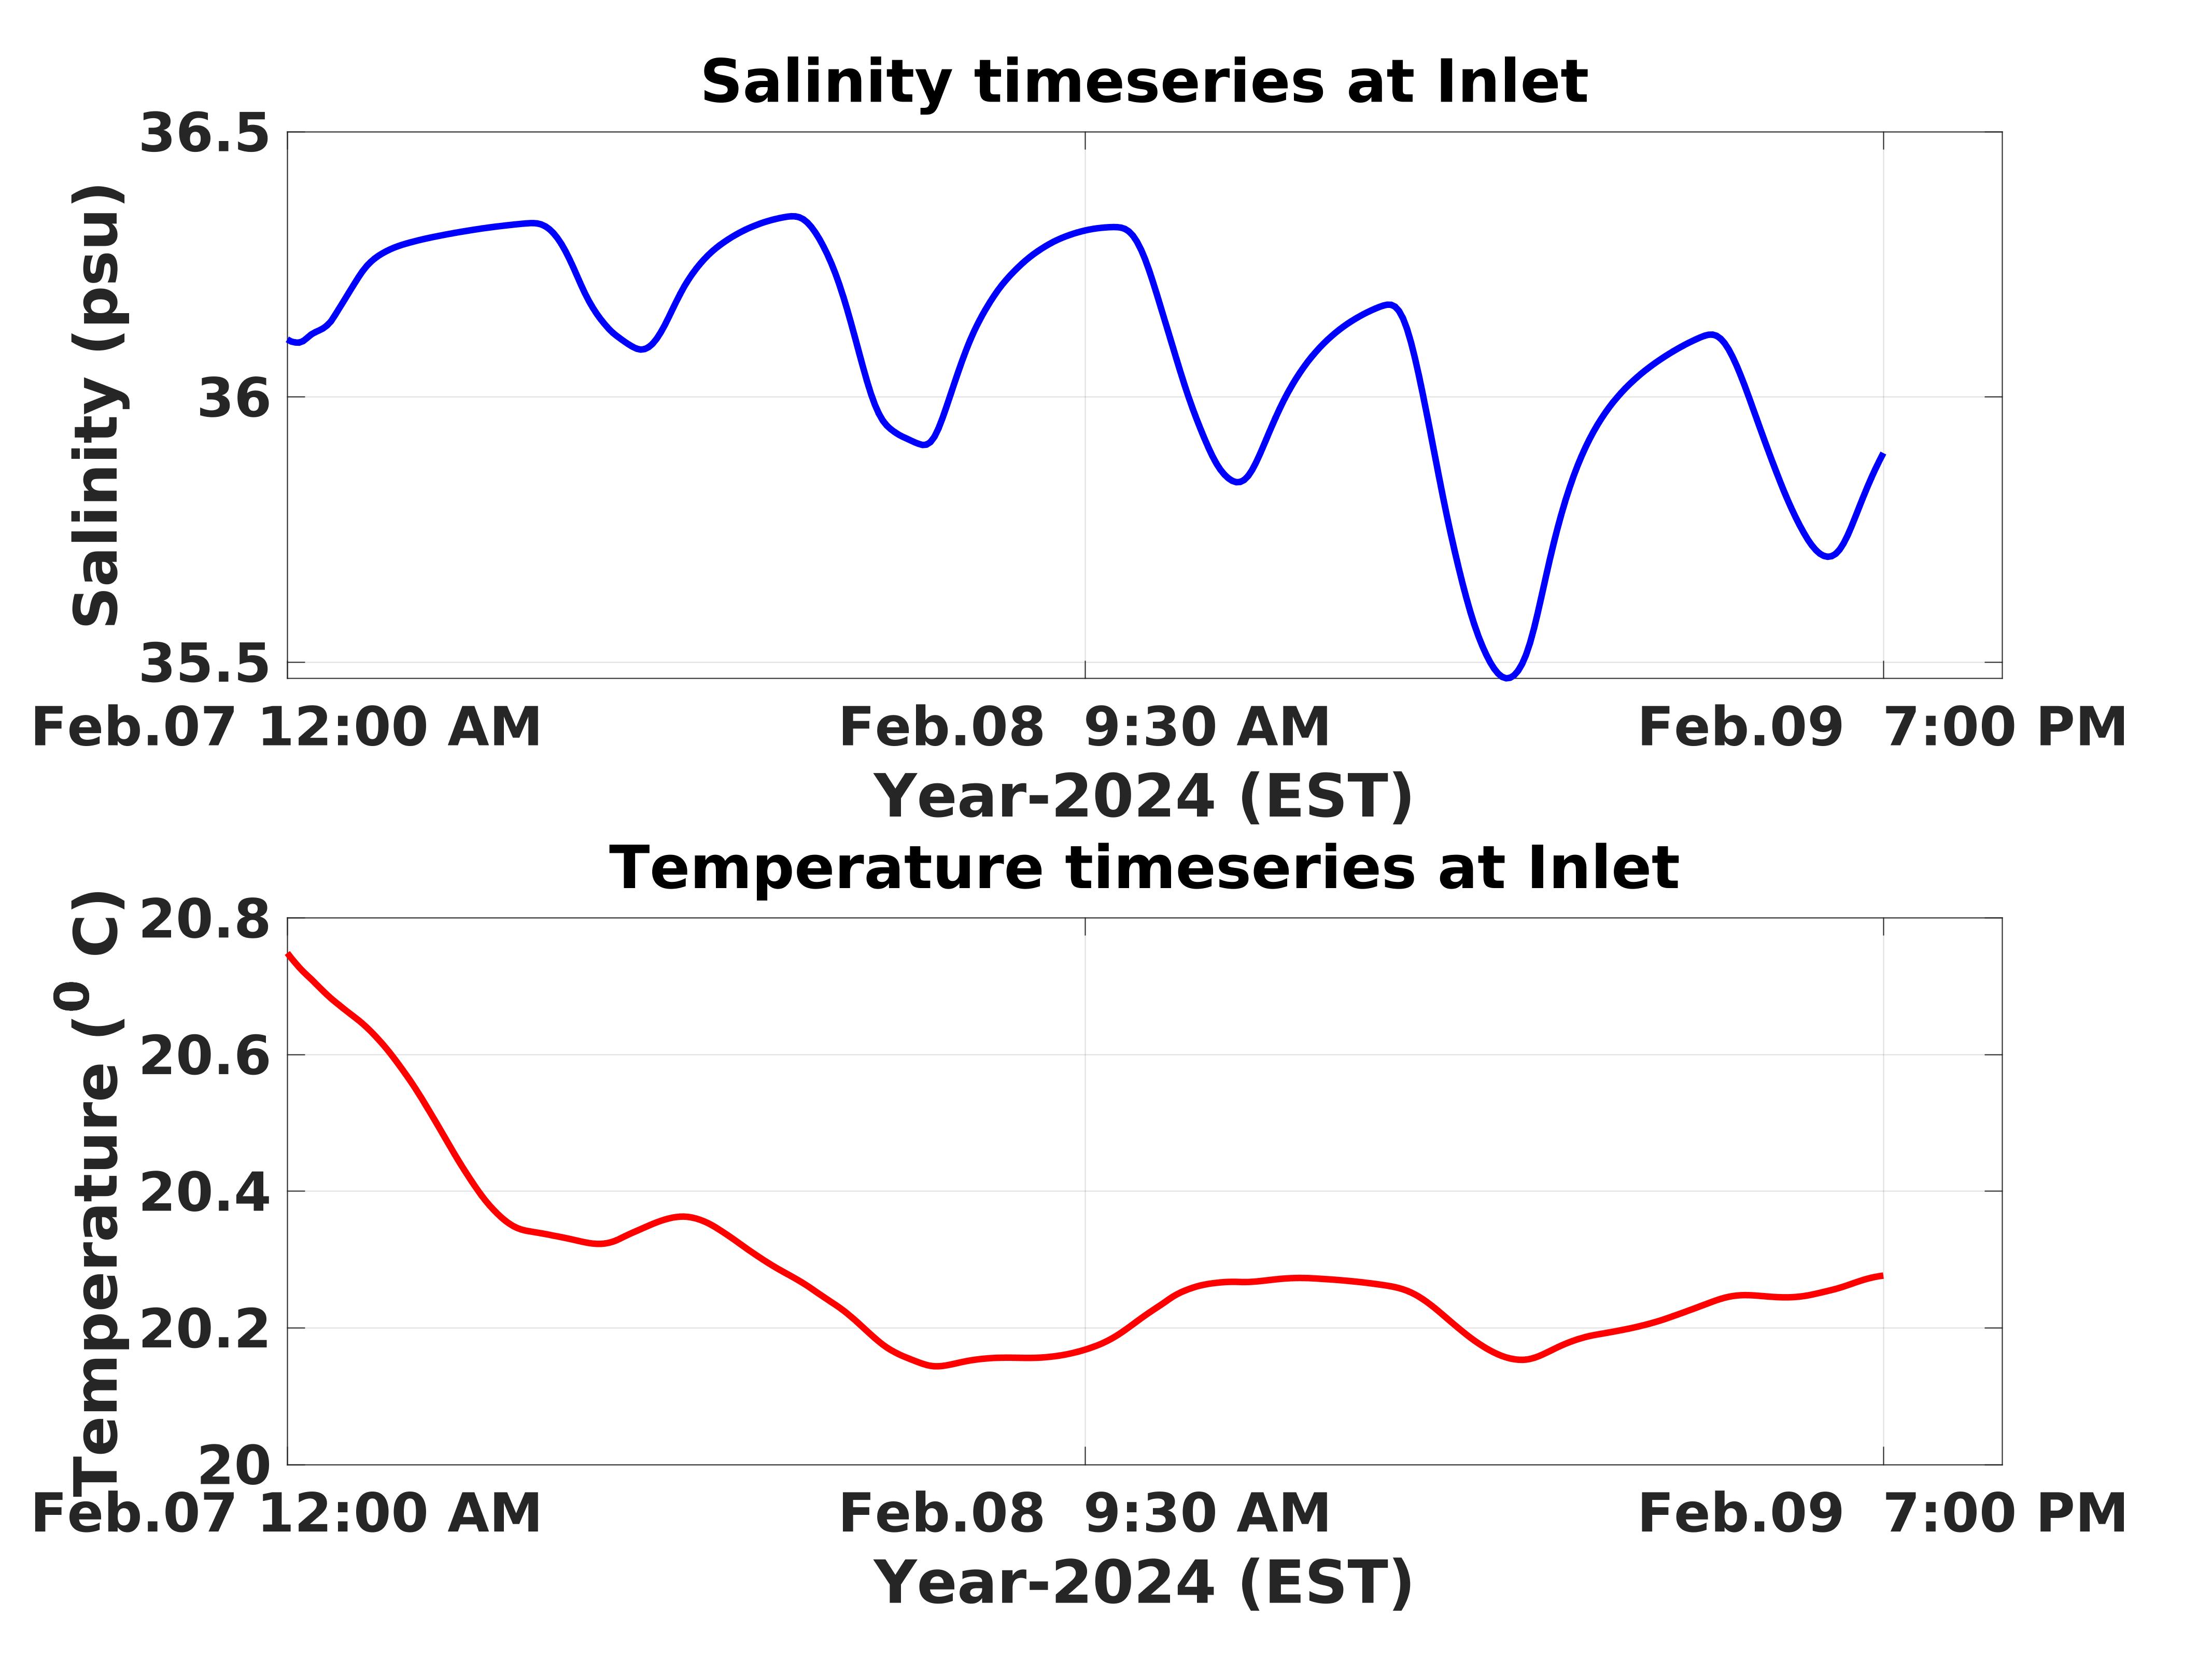 Salinity timeseries at Inlet
Salinity (psu)
36.5
36
35.5
Feb.07 12:00 AM
Feb.08  9:30 AM
Feb.09  7:00 PM
Year-2024 (EST)
Temperature timeseries at Inlet
Temperature (⁰ C)
20.8
20.6
20.4
20.2
20
Feb.07 12:00 AM
Feb.08  9:30 AM
Feb.09  7:00 PM
Year-2024 (EST)